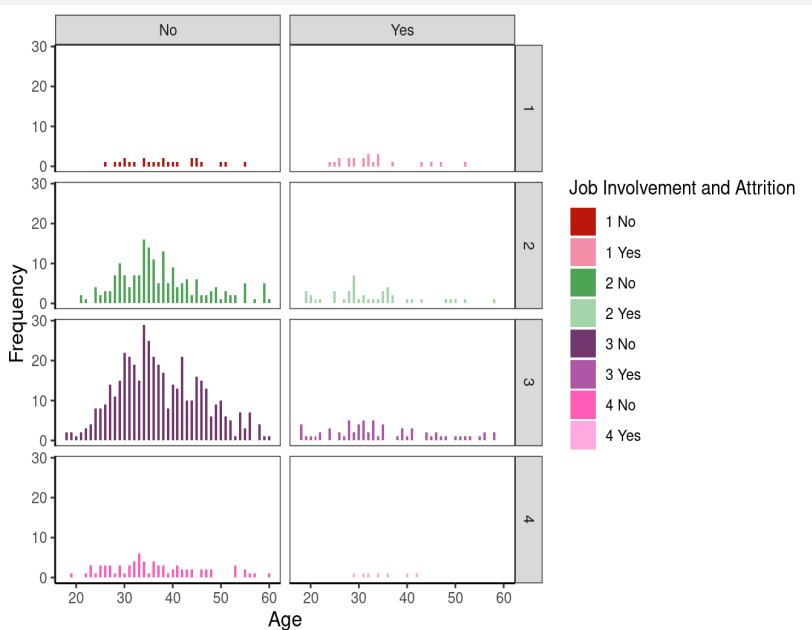 No Yes
30
20
10
0
1
30
20
10
0
2
30
20
10
0
3
30
20
10
0
4
20 30 40 50 60 20 30 40 50 60
Age
Frequency
Job Involvement and Attrition
1 No
1 Yes
2 No
2 Yes
3 No
3 Yes
4 No
4 Yes